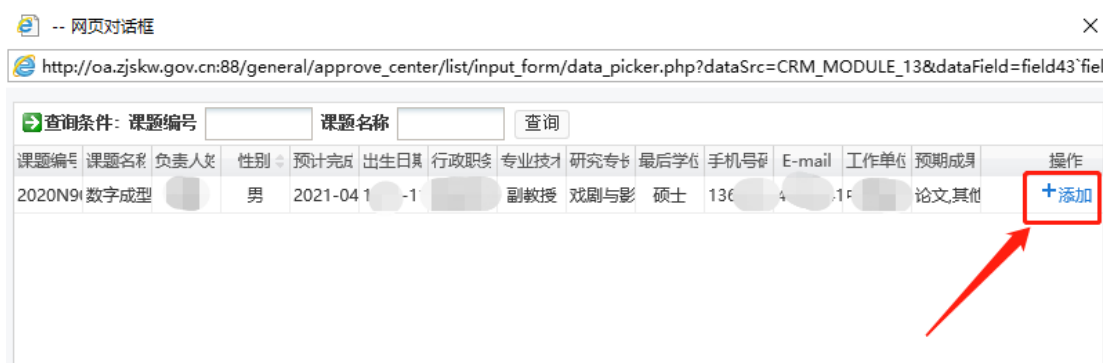 -- 网页对话框
http://oa.zjskw.gov.cn:88/general/approve_center/list/input_form/data_picker.php?dataSrc=CRM_MODULE_13&dataField=field43`fiel
查询条件: 课题编号 课题名称 查询
课题编号 课题名称 负责人姓 性别 预计完成 出生日期 行政职务 专业技术 研究专长 最后学位 手机号码 E-mail 工作单位 预期成果 操作
2020N9 数字成型 男 2021-04 1 -1 副教授 戏剧与影 硕士 136 4 1 论文,其他 +添加